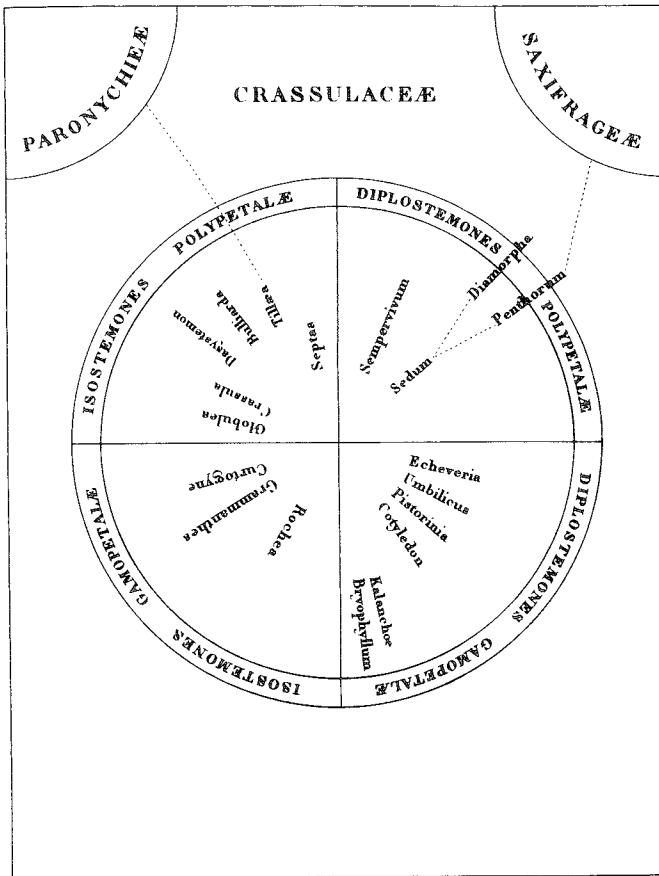 PARONYCHIEÆ
CRASSULACEÆ
SAXIFRAGEÆ
ISOSTEMONES POLYPETALÆ
DIPLOSTEMONES POLYPETALÆ
Septas
Tillæa
Bulliarda
Dasystemon
Crassula
Globulea
Sempervivum
Sedum
Diamorpha
Penthorum
Curtogyne
Grammanthes
Rochea
Echeveria
Umbilicus
Pistorinia
Cotyledon
Kalanchoe
Bryophyllum
GAMOPETALÆ ISOSTEMONES
DIPLOSTEMONES GAMOPETALÆ